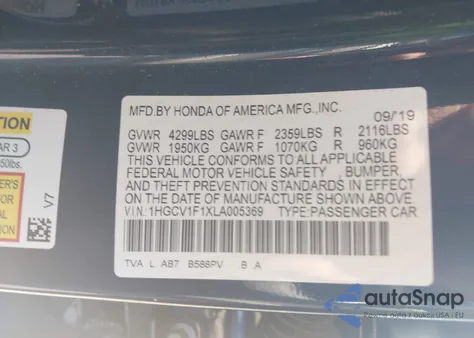 MFD.BY HONDA OF AMERICA MFG.,INC. 09/'19
GVWR 4299LBS GAWR F 2359LBS R 2116LBS
GVWR 1950KG GAWR F 1070KG R 960KG
THIS VEHICLE CONFORMS TO ALL APPLICABLE
FEDERAL MOTOR VEHICLE SAFETY , BUMPER,
AND THEFT PREVENTION STANDARDS IN EFFECT
ON THE DATE OF MANUFACTURE SHOWN ABOVE.
V.I.N:1HGCV1F1XLA005369 TYPE:PASSENGER CAR
TVA L AB7 B588PV B A
V7
autoSnap